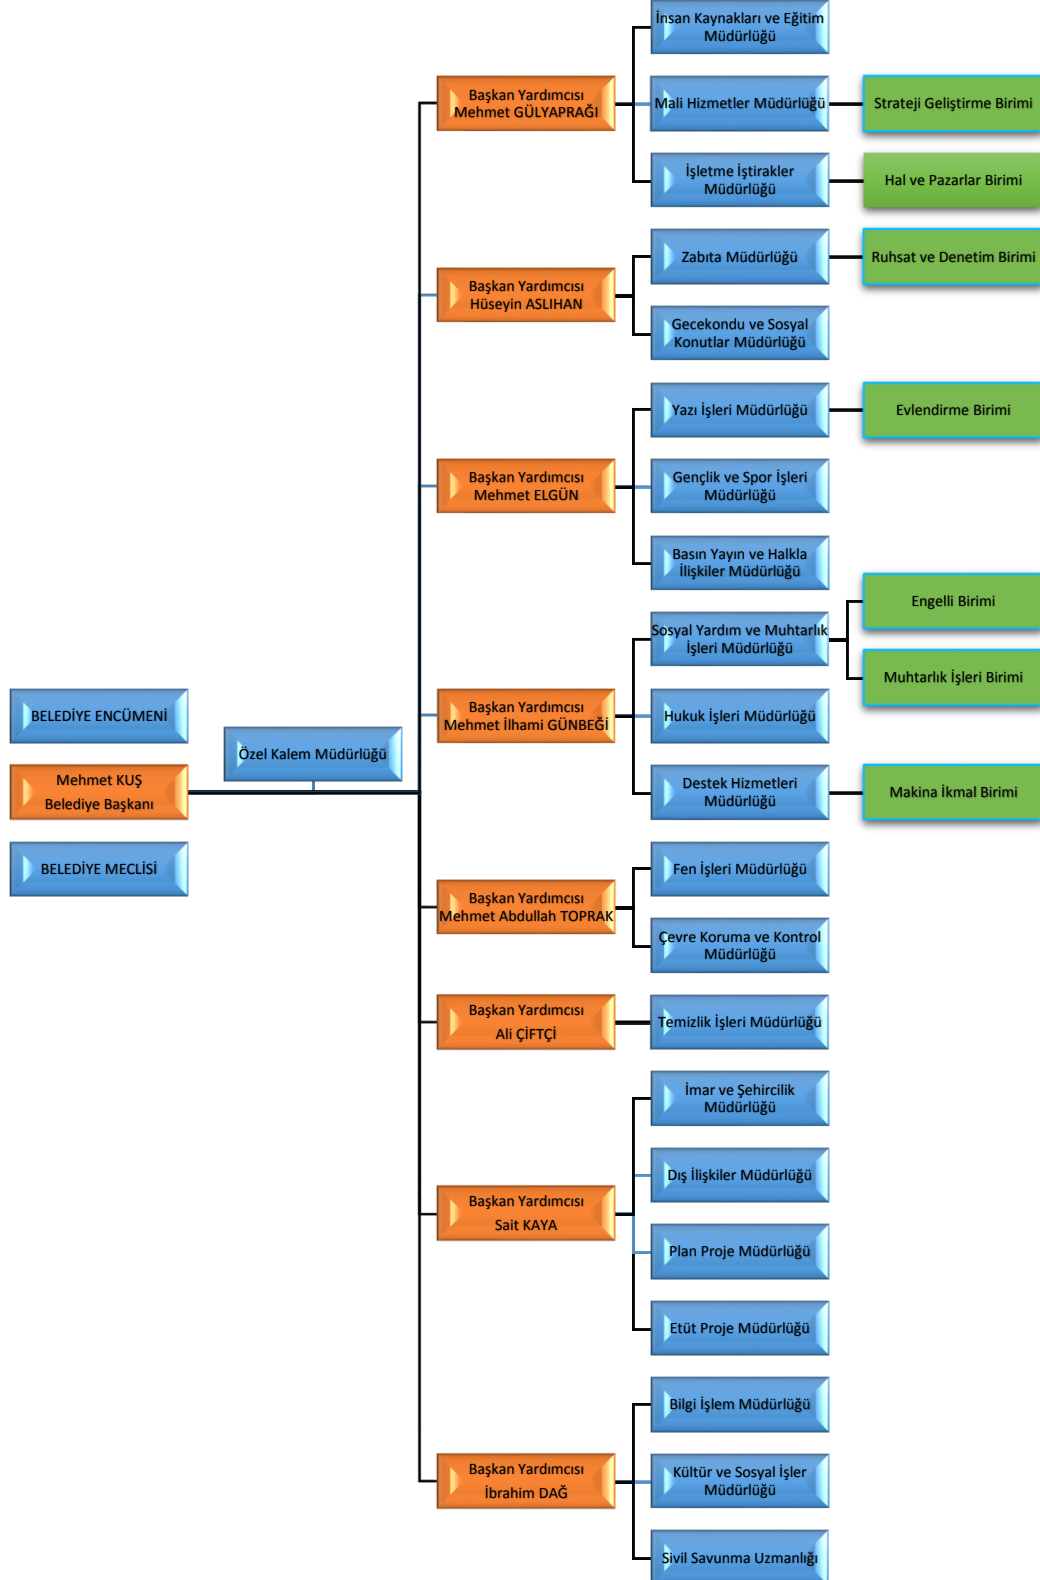 İnsan Kaynakları ve Eğitim
Müdürlüğü
Başkan Yardımcısı
Mehmet GÜLYAPRAĞI
Mali Hizmetler Müdürlüğü
Strateji Geliştirme Birimi
İşletme İştirakler
Müdürlüğü
Hal ve Pazarlar Birimi
Başkan Yardımcısı
Hüseyin ASLIHAN
Zabıta Müdürlüğü
Ruhsat ve Denetim Birimi
Gecekondu ve Sosyal
Konutlar Müdürlüğü
Başkan Yardımcısı
Mehmet ELGÜN
Yazı İşleri Müdürlüğü
Evlendirme Birimi
Gençlik ve Spor İşleri
Müdürlüğü
Basın Yayın ve Halkla
İlişkiler Müdürlüğü
Başkan Yardımcısı
Mehmet İlhami GÜNBEĞİ
Sosyal Yardım ve Muhtarlık
İşleri Müdürlüğü
Engelli Birimi
Muhtarlık İşleri Birimi
Hukuk İşleri Müdürlüğü
Destek Hizmetleri
Müdürlüğü
Makina İkmal Birimi
BELEDİYE ENCÜMENİ
Özel Kalem Müdürlüğü
Mehmet KUŞ
Belediye Başkanı
BELEDİYE MECLİSİ
Başkan Yardımcısı
Mehmet Abdullah TOPRAK
Fen İşleri Müdürlüğü
Çevre Koruma ve Kontrol
Müdürlüğü
Başkan Yardımcısı
Ali ÇİFTÇİ
Temizlik İşleri Müdürlüğü
Başkan Yardımcısı
Sait KAYA
İmar ve Şehircilik
Müdürlüğü
Dış İlişkiler Müdürlüğü
Plan Proje Müdürlüğü
Etüt Proje Müdürlüğü
Başkan Yardımcısı
İbrahim DAĞ
Bilgi İşlem Müdürlüğü
Kültür ve Sosyal İşler
Müdürlüğü
Sivil Savunma Uzmanlığı